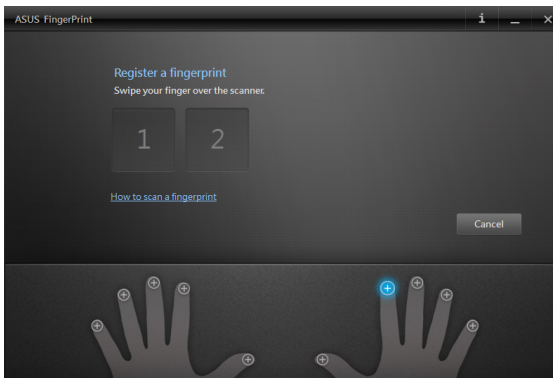 ASUS FingerPrint
Register a fingerprint
Swipe your finger over the scanner.
1 2
How to scan a fingerprint
Cancel